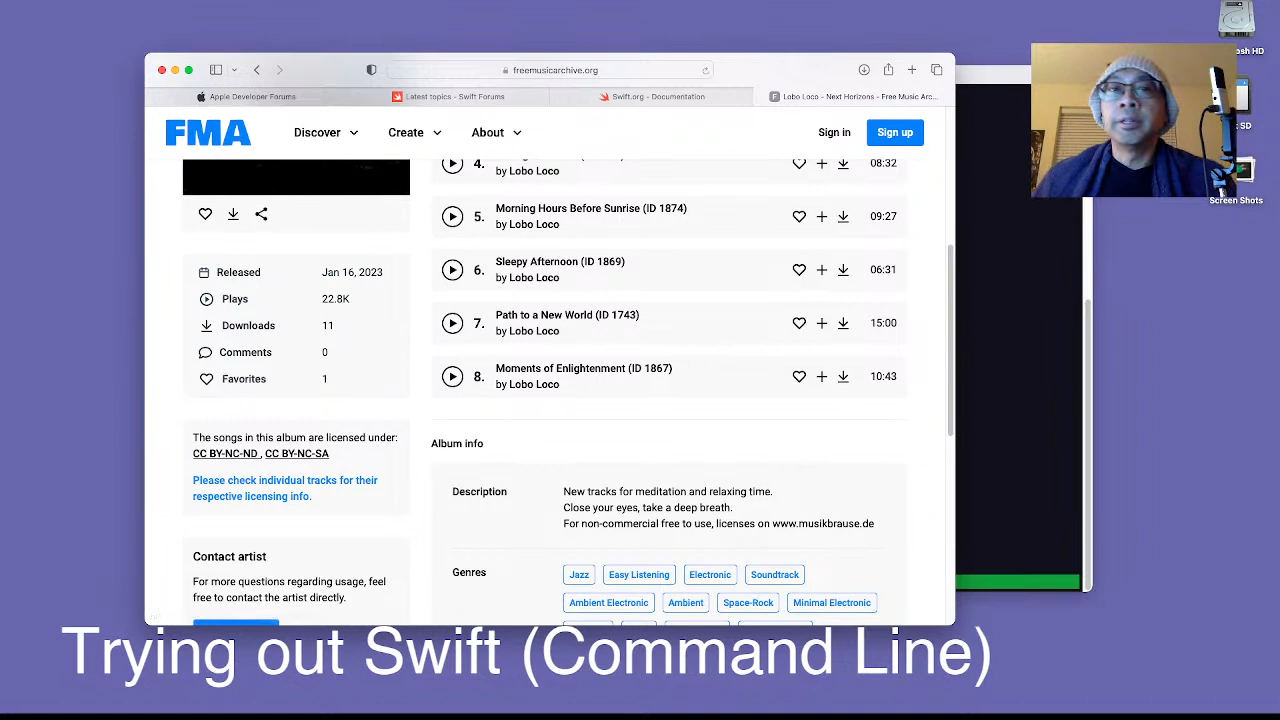 ash HD
freemusicarchive.org
Apple Developer Forums
Latest topics - Swift Forums
Swift.org - Documentation
F
Lobo Loco - Next Horizons - Free Music Arc...
SD
FMA
Discover
Create
About
Sign in
Sign up
4.
08:32
by Lobo Loco
5.
Morning Hours Before Sunrise (ID 1874)
09:27
by Lobo Loco
6.
Sleepy Afternoon (ID 1869)
06:31
by Lobo Loco
7.
Path to a New World (ID 1743)
15:00
by Lobo Loco
8.
Moments of Enlightenment (ID 1867)
10:43
by Lobo Loco
Screen Shots
Released Jan 16, 2023
Plays 22.8K
Downloads 11
Comments 0
Favorites 1
The songs in this album are licensed under:
CC BY-NC-ND , CC BY-NC-SA
Please check individual tracks for their
respective licensing info.
Contact artist
For more questions regarding usage, feel
free to contact the artist directly.
Album info
Description
New tracks for meditation and relaxing time.
Close your eyes, take a deep breath.
For non-commercial free to use, licenses on www.musikbrause.de
Genres
Jazz Easy Listening Electronic Soundtrack
Ambient Electronic Ambient Space-Rock Minimal Electronic
Trying out Swift (Command Line)